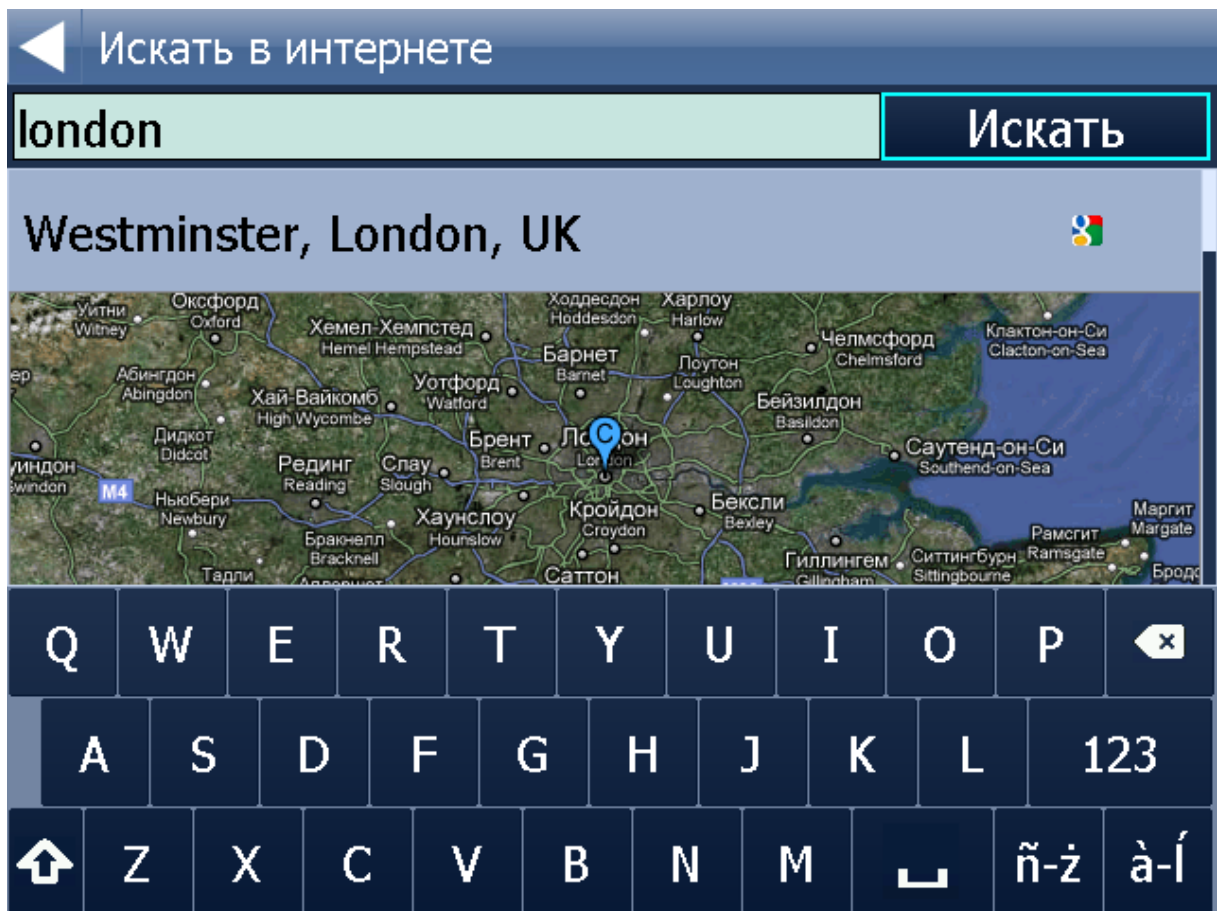 Искать в интернете
london
Искать
Westminster, London, UK
Уитни
Witney
Оксфорд
Oxford
Ходдесдон
Hoddesdon
Харлоу
Harlow
Хемел-Хемпстед
Hemel Hempstead
Челмсфорд
Chelmsford
Клактон-он-Си
Clacton-on-Sea
Барнет
Barnet
Лоутон
Loughton
Абингдон
Abingdon
Уотфорд
Watford
Хай-Вайкомб
High Wycombe
Бейзилдон
Basildon
C
Дидкот
Didcot
Брент
Brent
Саутенд-он-Си
Southend-on-Sea
Рединг
Reading
Слау
Slough
M4
Ньюбери
Newbury
Хаунслоу
Hounslow
Кройдон
Croydon
Бексли
Bexley
Маргит
Margate
Рамсгит
Ramsgate
Бракнелл
Bracknell
Гиллингем
Gillingham
Ситтингбурн
Sittingbourne
Тадли
Саттон
Q W E R T Y U I O P
A S D F G H J K L 123
Z X C V B N M ñ-ż à-Í